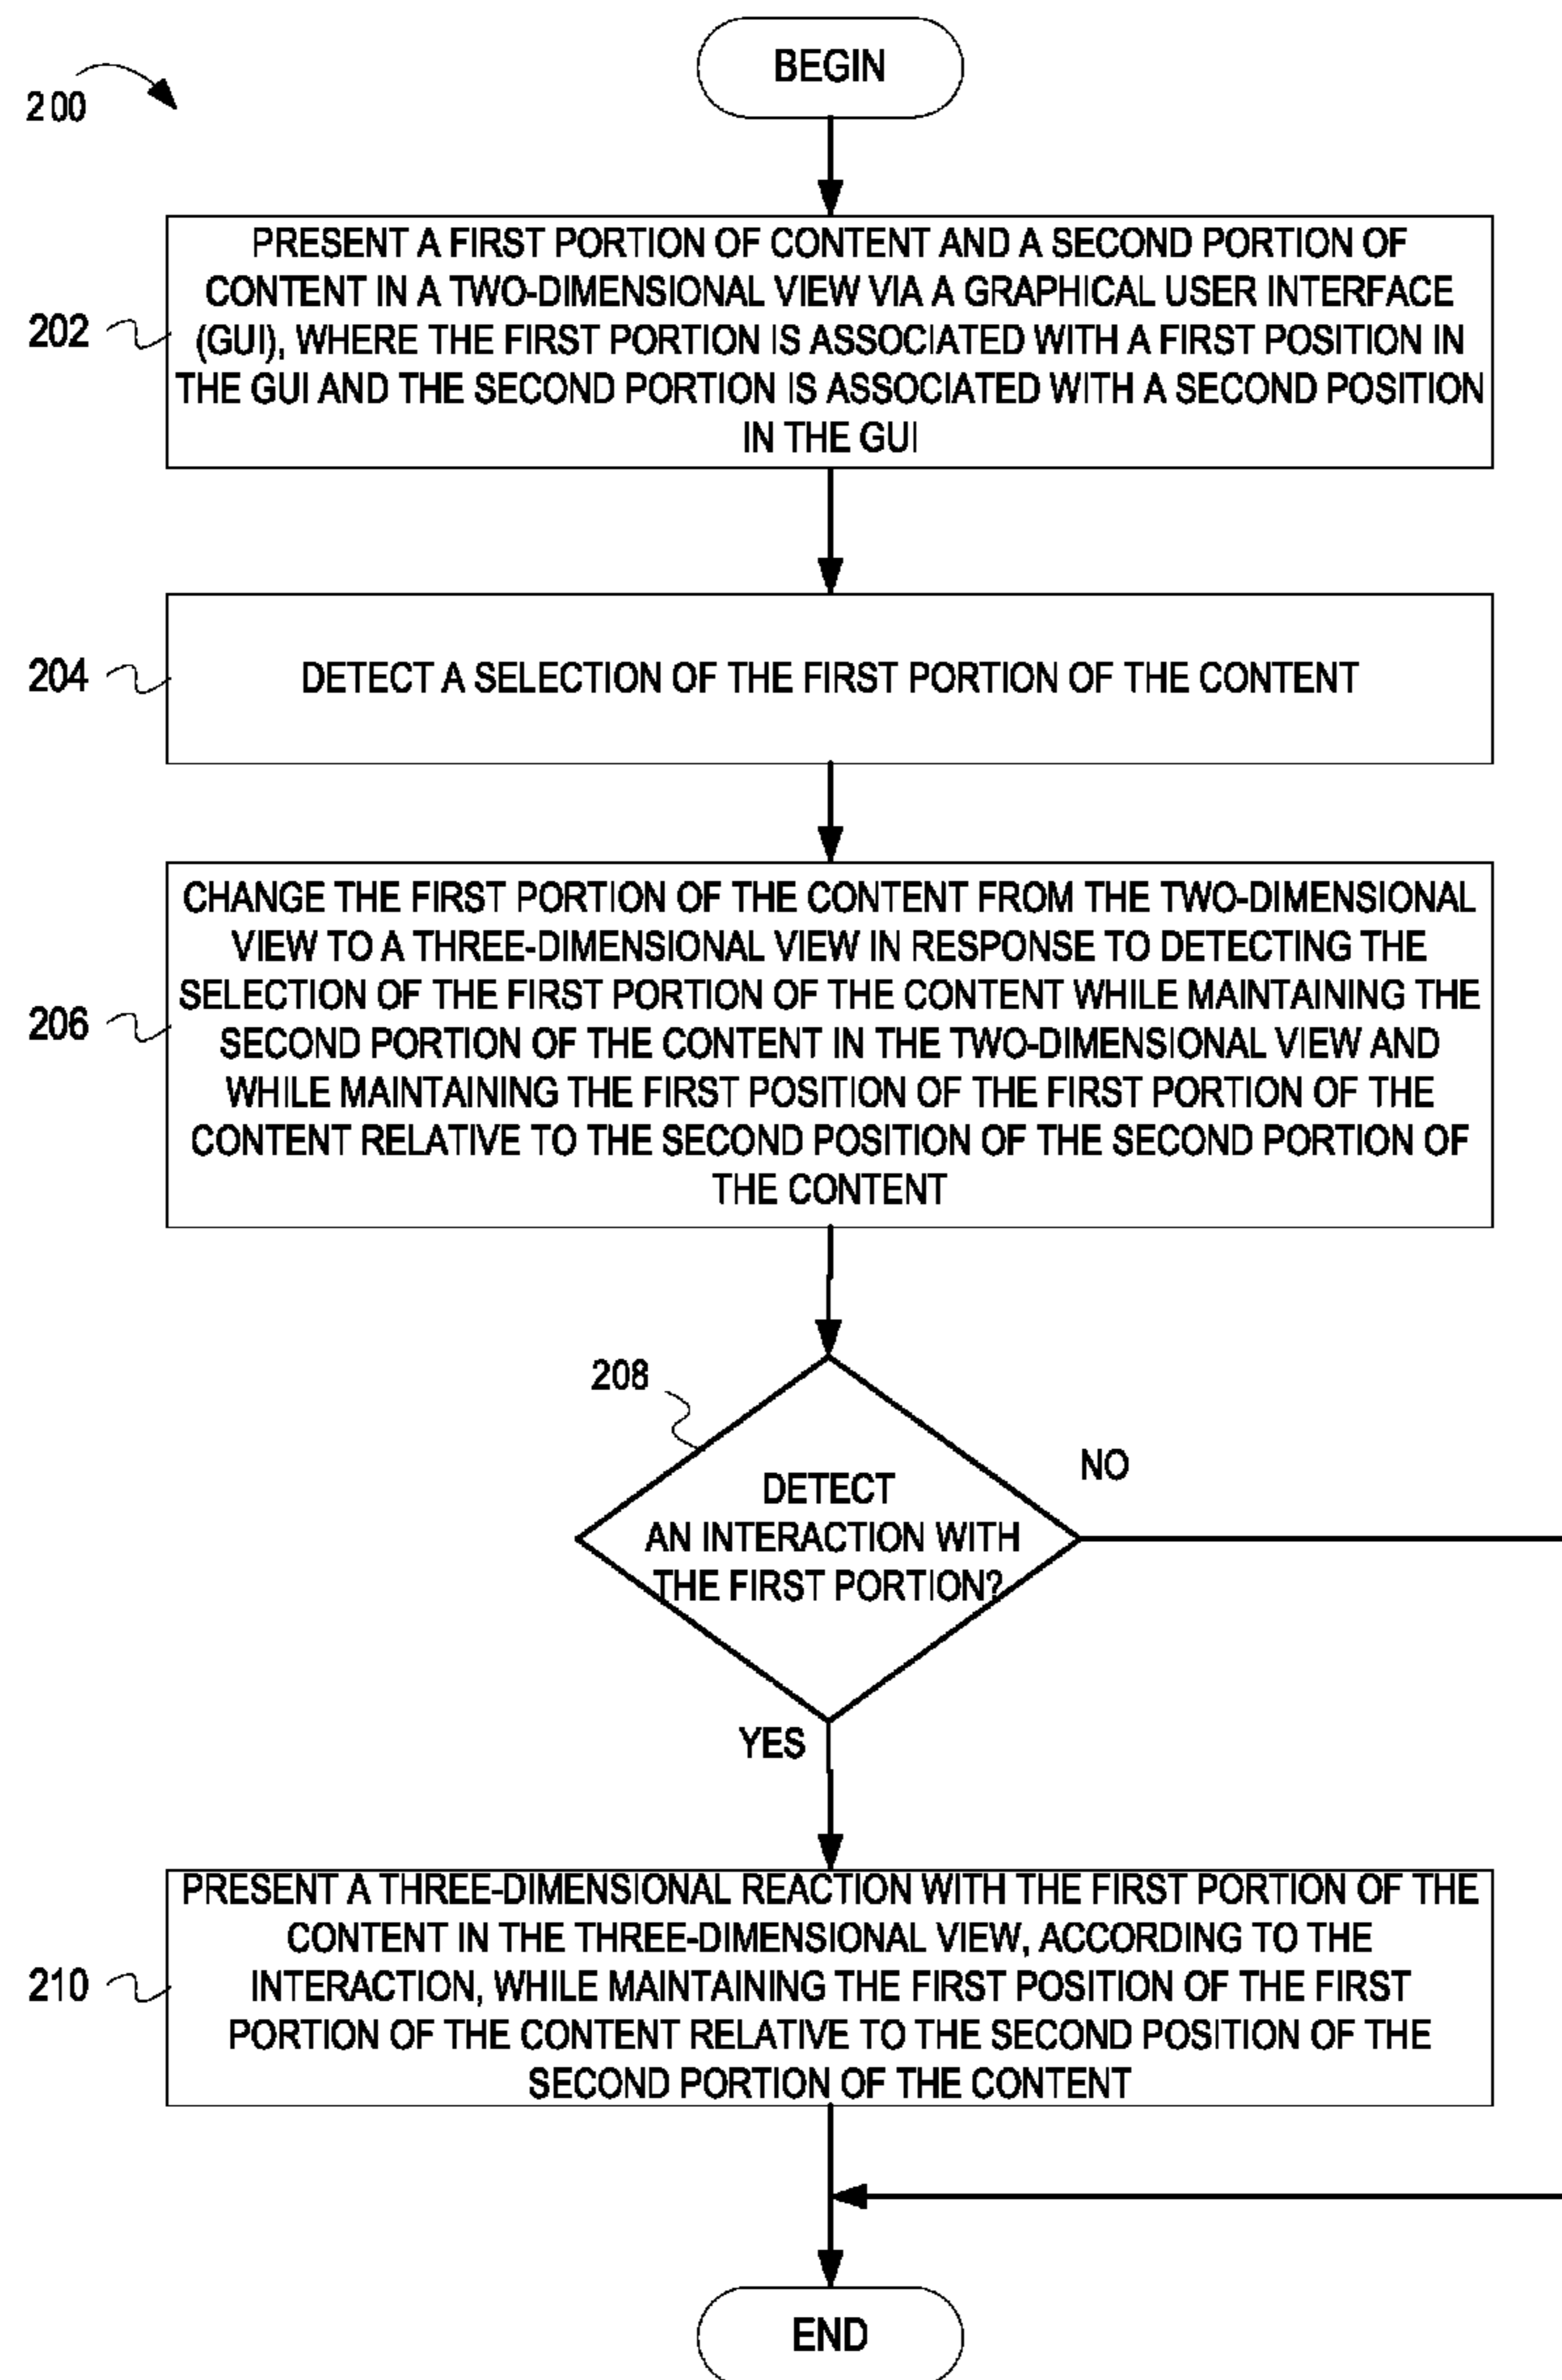 BEGIN
200
PRESENT A FIRST PORTION OF CONTENT AND A SECOND PORTION OF
CONTENT IN A TWO-DIMENSIONAL VIEW VIA A GRAPHICAL USER INTERFACE
(GUI), WHERE THE FIRST PORTION IS ASSOCIATED WITH A FIRST POSITION IN
THE GUI AND THE SECOND PORTION IS ASSOCIATED WITH A SECOND POSITION
IN THE GUI
202
DETECT A SELECTION OF THE FIRST PORTION OF THE CONTENT
204
CHANGE THE FIRST PORTION OF THE CONTENT FROM THE TWO-DIMENSIONAL
VIEW TO A THREE-DIMENSIONAL VIEW IN RESPONSE TO DETECTING THE
SELECTION OF THE FIRST PORTION OF THE CONTENT WHILE MAINTAINING THE
SECOND PORTION OF THE CONTENT IN THE TWO-DIMENSIONAL VIEW AND
WHILE MAINTAINING THE FIRST POSITION OF THE FIRST PORTION OF THE
CONTENT RELATIVE TO THE SECOND POSITION OF THE SECOND PORTION OF
THE CONTENT
206
208
DETECT
AN INTERACTION WITH
THE FIRST PORTION?
NO
YES
PRESENT A THREE-DIMENSIONAL REACTION WITH THE FIRST PORTION OF THE
CONTENT IN THE THREE-DIMENSIONAL VIEW, ACCORDING TO THE
INTERACTION, WHILE MAINTAINING THE FIRST POSITION OF THE FIRST
PORTION OF THE CONTENT RELATIVE TO THE SECOND POSITION OF THE
SECOND PORTION OF THE CONTENT
210
END